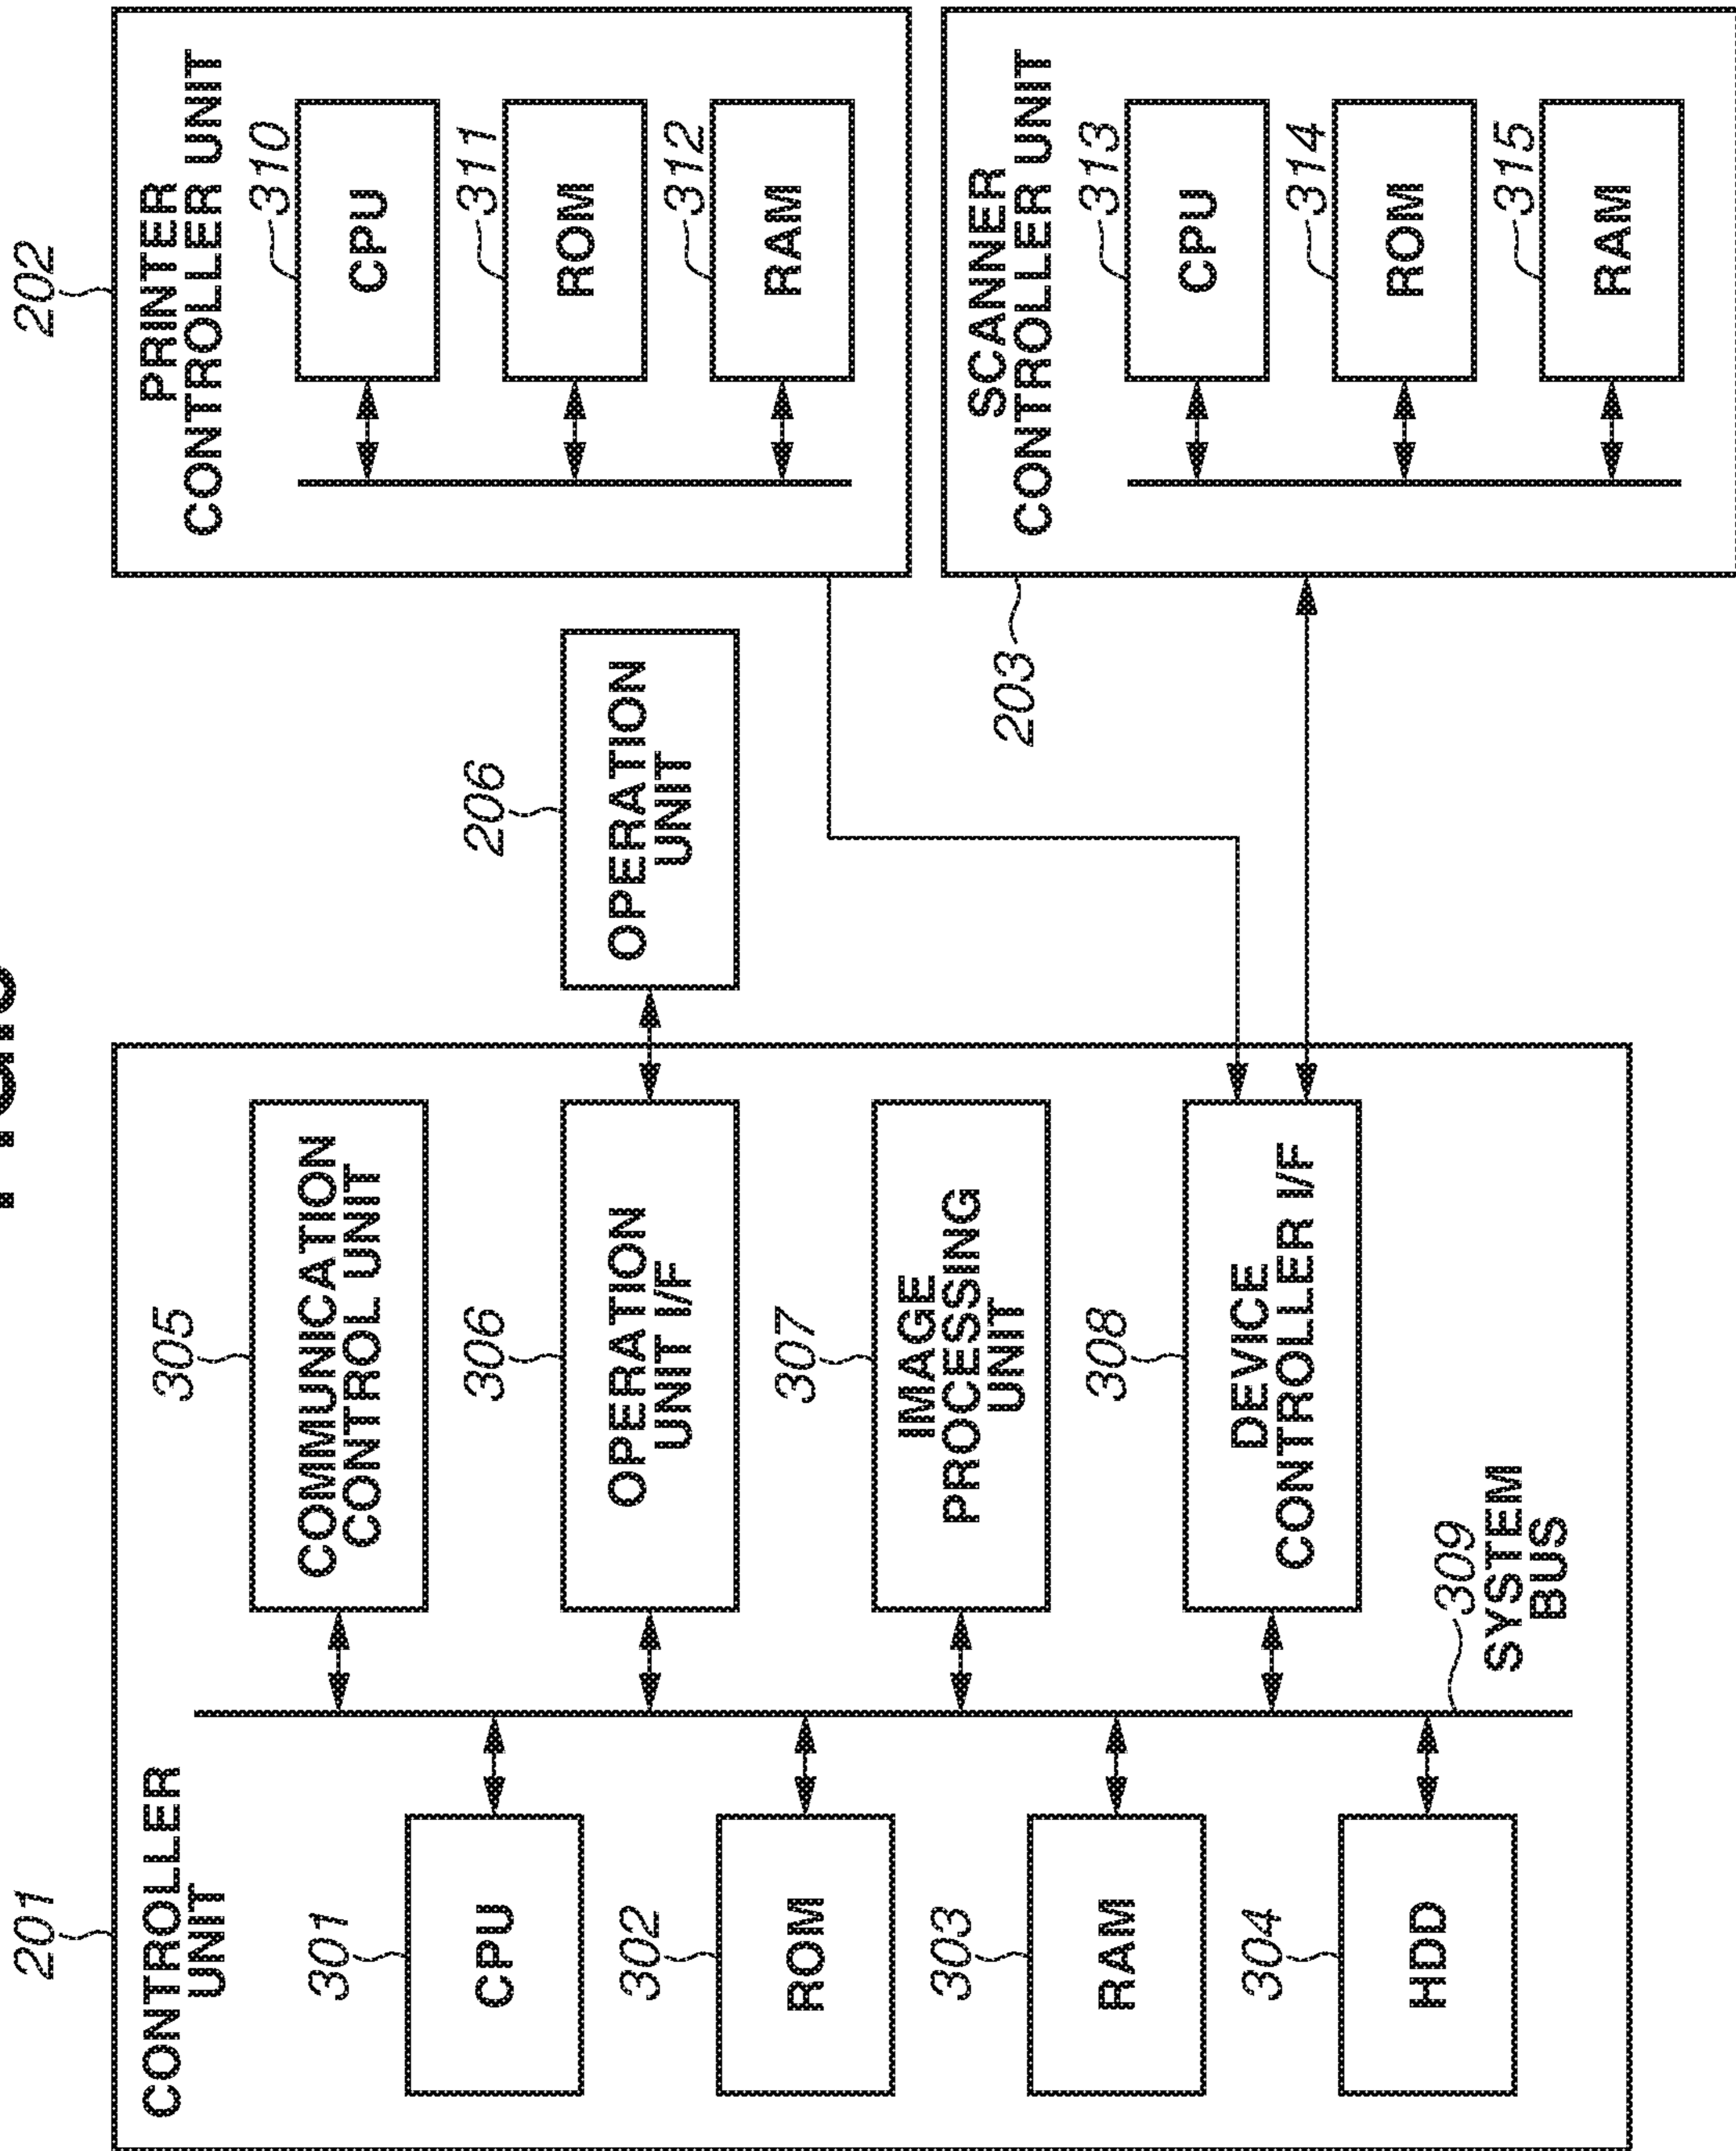 201
CONTROLLER
UNIT
301
CPU
302
ROM
303
RAM
304
HDD
305
COMMUNICATION
CONTROL UNIT
306
OPERATION
UNIT I/F
307
IMAGE
PROCESSING
UNIT
308
DEVICE
CONTROLLER I/F
309
SYSTEM
BUS
206
OPERATION
UNIT
202
PRINTER
CONTROLLER UNIT
310
CPU
311
ROM
312
RAM
203
SCANNER
CONTROLLER UNIT
313
CPU
314
ROM
315
RAM